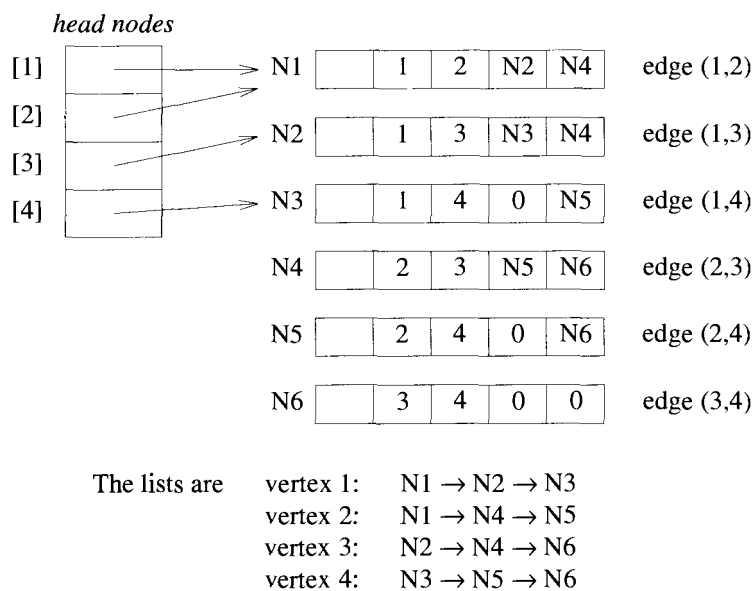 head nodes
[1] N1 1 2 N2 N4 edge (1,2)
[2]
N2 1 3 N3 N4 edge (1,3)
[3]
[4] N3 1 4 0 N5 edge (1,4)
N4 2 3 N5 N6 edge (2,3)
N5 2 4 0 N6 edge (2,4)
N6 3 4 0 0 edge (3,4)
The lists are vertex 1: N1 → N2 → N3
vertex 2: N1 → N4 → N5
vertex 3: N2 → N4 → N6
vertex 4: N3 → N5 → N6